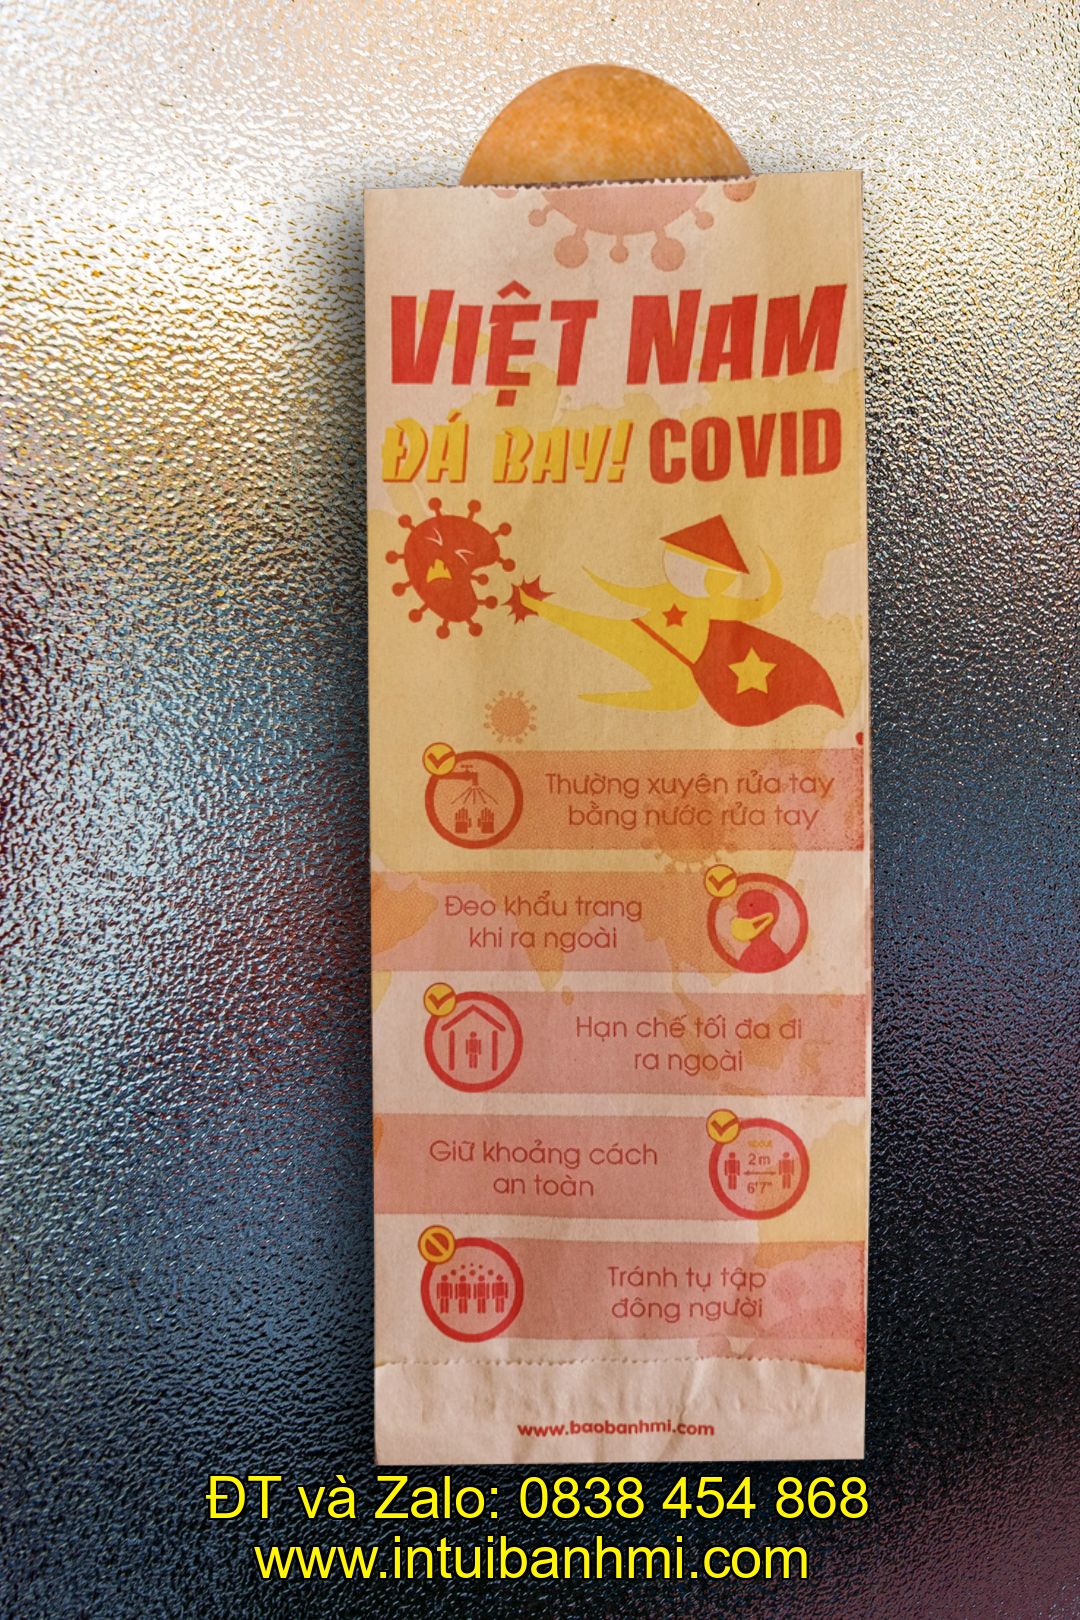 VIỆT NAM
ĐÁ BAY! COVID
Thường xuyên rửa tay
bằng nước rửa tay
Đeo khẩu trang
khi ra ngoài
Hạn chế tối đa đi
ra ngoài
Giữ khoảng cách
an toàn
about
2m
6'7"
Tránh tụ tập
đông người
www.baobanhmi.com
ĐT và Zalo: 0838 454 868
www.intuibanhmi.com